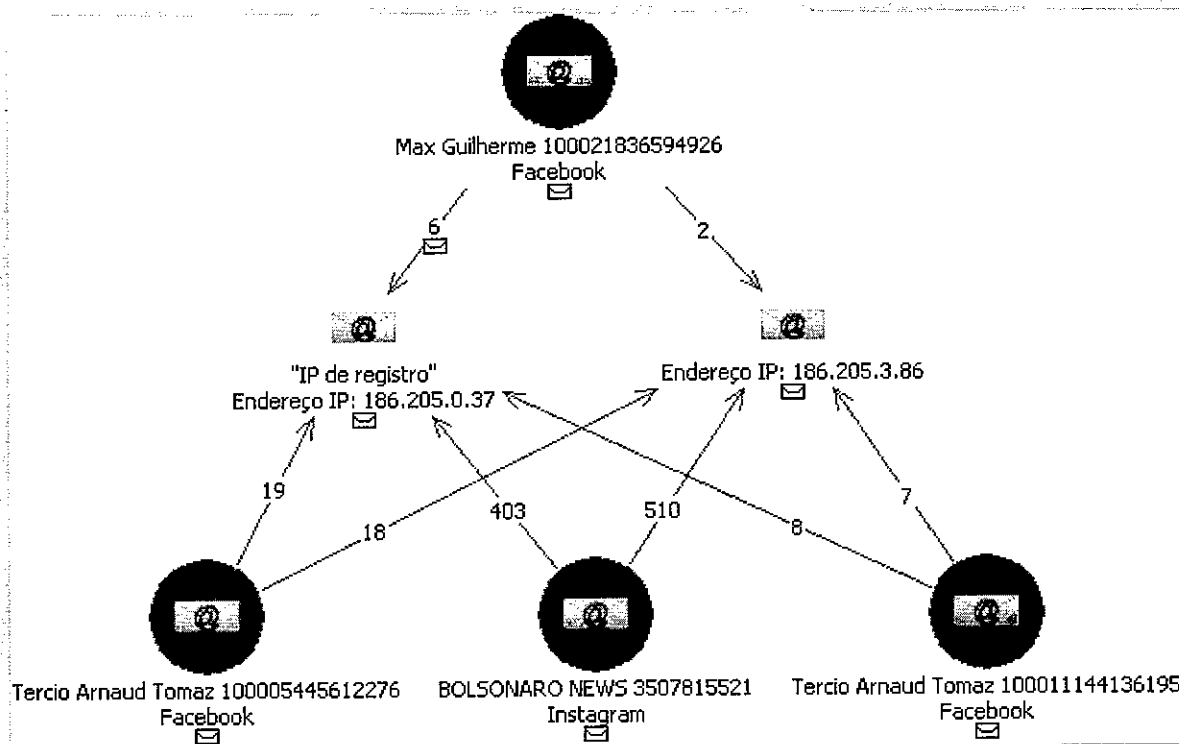 @
Max Guilherme 100021836594926
Facebook
6
2
@
@
"IP de registro"
Endereço IP: 186.205.0.37
Endereço IP: 186.205.3.86
19
18
403
510
8
7
@
@
@
Tercio Arnaud Tomaz 100005445612276
Facebook
BOLSONARO NEWS 3507815521
Instagram
Tercio Arnaud Tomaz 100011144136195
Facebook